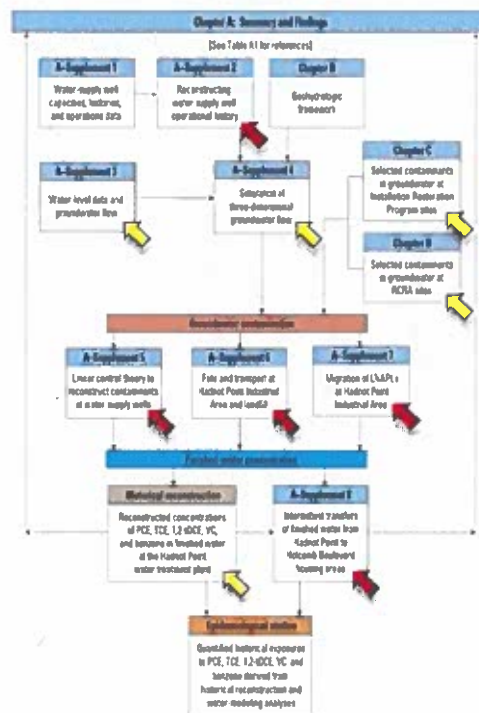 Chapter A: Summary and Findings
[See Table A1 for references]
A-Supplement 1
Water-supply well
capacities, histories,
and operations data
A-Supplement 2
Reconstructing
water supply well
operational history
Chapter B
Geohydrologic
framework
A-Supplement 3
Water level data and
groundwater flow
A-Supplement 4
Simulation of
three-dimensional
groundwater flow
Chapter C
Selected contaminants
in groundwater at
Installation Restoration
Program sites
Chapter D
Selected contaminants
in groundwater at
RCRA sites
Groundwater contamination
A-Supplement 5
Linear control theory to
reconstruct contaminants
at water supply wells
A-Supplement 6
Fate and transport at
Hadnot Point Industrial
Area and landfill
A-Supplement 7
Migration of LNAPLs
at Hadnot Point
Industrial Area
Finished water contamination
Historical reconstruction
Reconstructed concentrations
of PCE, TCE, 1,2-tDCE, VC,
and benzene in finished water
at the Hadnot Point
water treatment plant
A-Supplement 8
Intermittent transfers
of finished water from
Hadnot Point to
Holcomb Boulevard
housing areas
Epidemiological studies
Quantified historical exposures
to PCE, TCE, 1,2-tDCE, VC, and
benzene derived from
historical reconstruction and
water modeling analyses